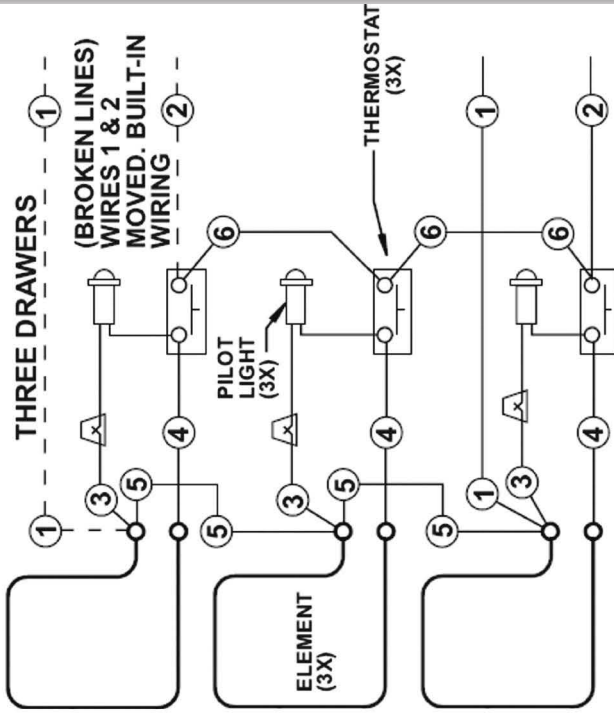 THREE DRAWERS
(BROKEN LINES)
WIRES 1 & 2
MOVED. BUILT-IN
WIRING
1
1
2
3
5
4
6
5
PILOT
LIGHT
(3X)
THERMOSTAT
(3X)
ELEMENT
(3X)
3
5
4
6
5
1
1
3
6
4
2